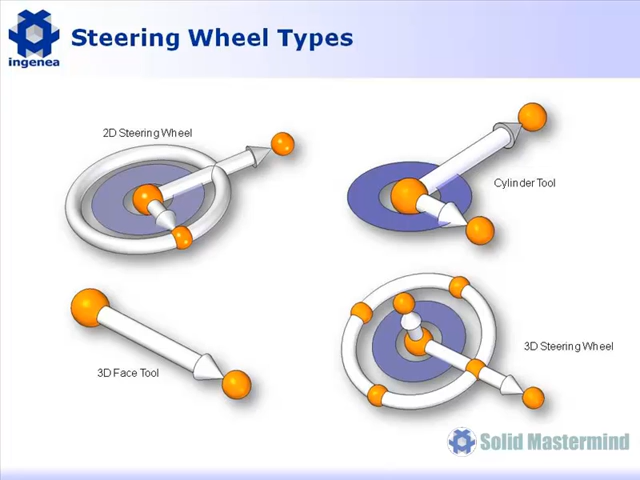 ingenea
Steering Wheel Types
2D Steering Wheel
Cylinder Tool
3D Face Tool
3D Steering Wheel
Solid Mastermind